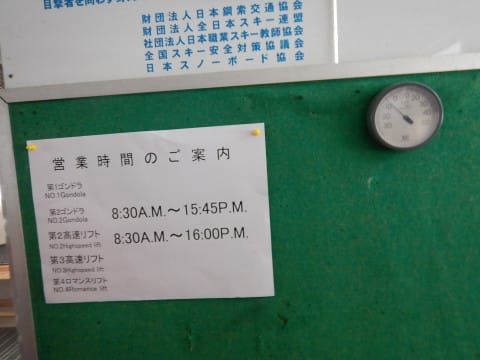 財団法人日本鋼索交通協会
財団法人全日本スキー連盟
社団法人日本職業スキー教師協会
全国スキー安全対策協議会
日本スノーボード協会
営業時間のご案内
第1ゴンドラ
NO.1Gondola
第2ゴンドラ 8:30A.M.～15:45P.M.
NO.2Gondola
第2高速リフト 8:30A.M.～16:00P.M.
NO.2Highspeed lift
第3高速リフト
NO.3Highspeed lift
第4ロマンスリフト
NO.4Romance lift